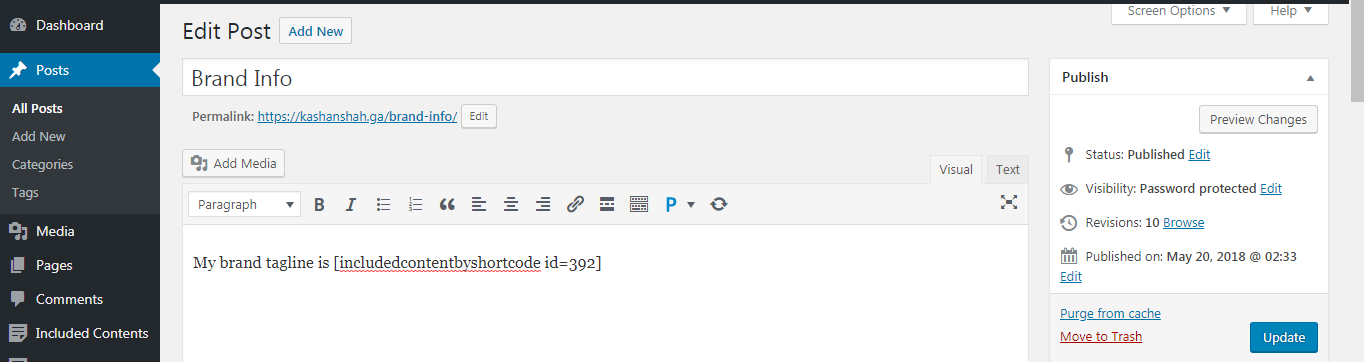 Dashboard
Posts
All Posts
Add New
Categories
Tags
Media
Pages
Comments
Included Contents
Screen Options ▼
Help ▼
Edit Post Add New
Brand Info
Permalink: https://kashanshah.ga/brand-info/ Edit
Add Media
Visual Text
Paragraph
B I P
My brand tagline is [includedcontentbyshortcode id=392]
Publish
Preview Changes
Status: Published Edit
Visibility: Password protected Edit
Revisions: 10 Browse
Published on: May 20, 2018 @ 02:33
Edit
Purge from cache
Move to Trash
Update